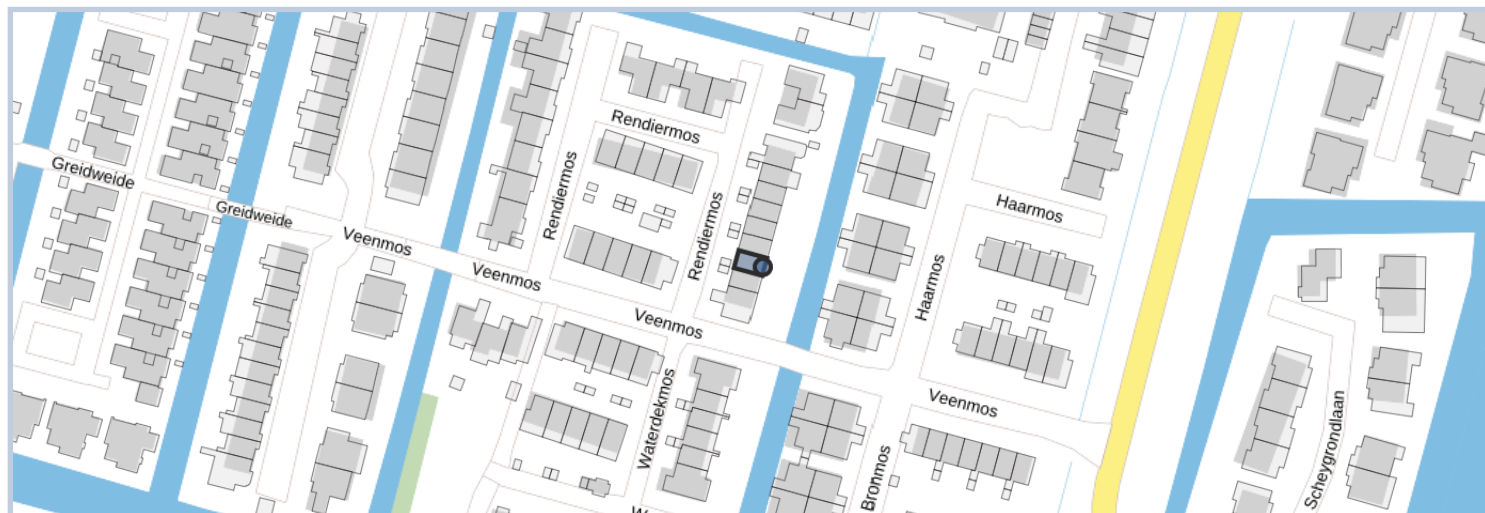 Rendiermos
Greidweide
Greidweide
Rendiermos
Rendiermos
Haarmos
Veenmos
Veenmos
Haarmos
Veenmos
Veenmos
Waterdekmos
Scheygrondlaan
Bronmos